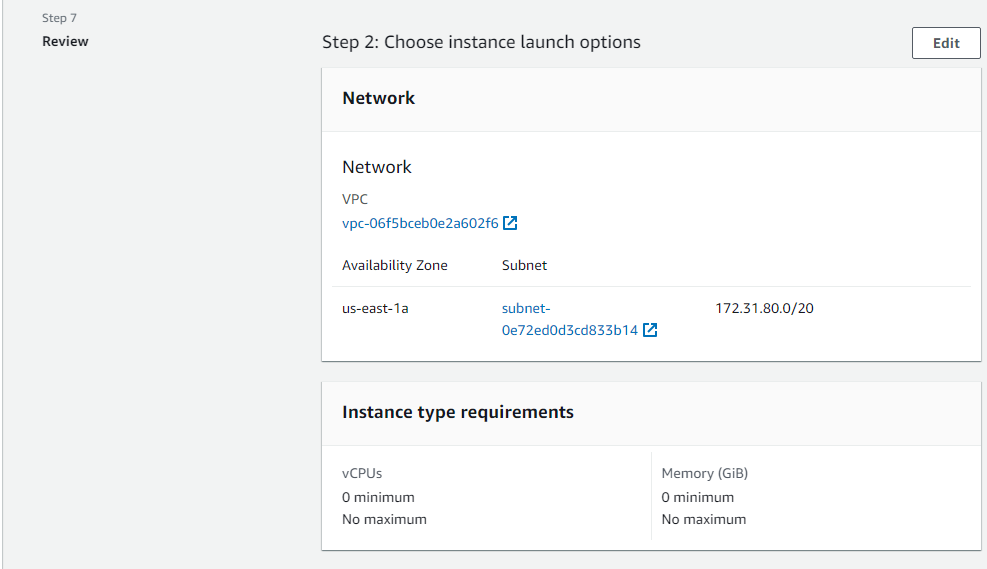 Step 7
Review
Step 2: Choose instance launch options
Edit
Network
Network
VPC
vpc-06f5bceb0e2a602f6
Availability Zone Subnet
us-east-1a subnet- 172.31.80.0/20
0e72ed0d3cd833b14
Instance type requirements
vCPUs Memory (GiB)
0 minimum 0 minimum
No maximum No maximum